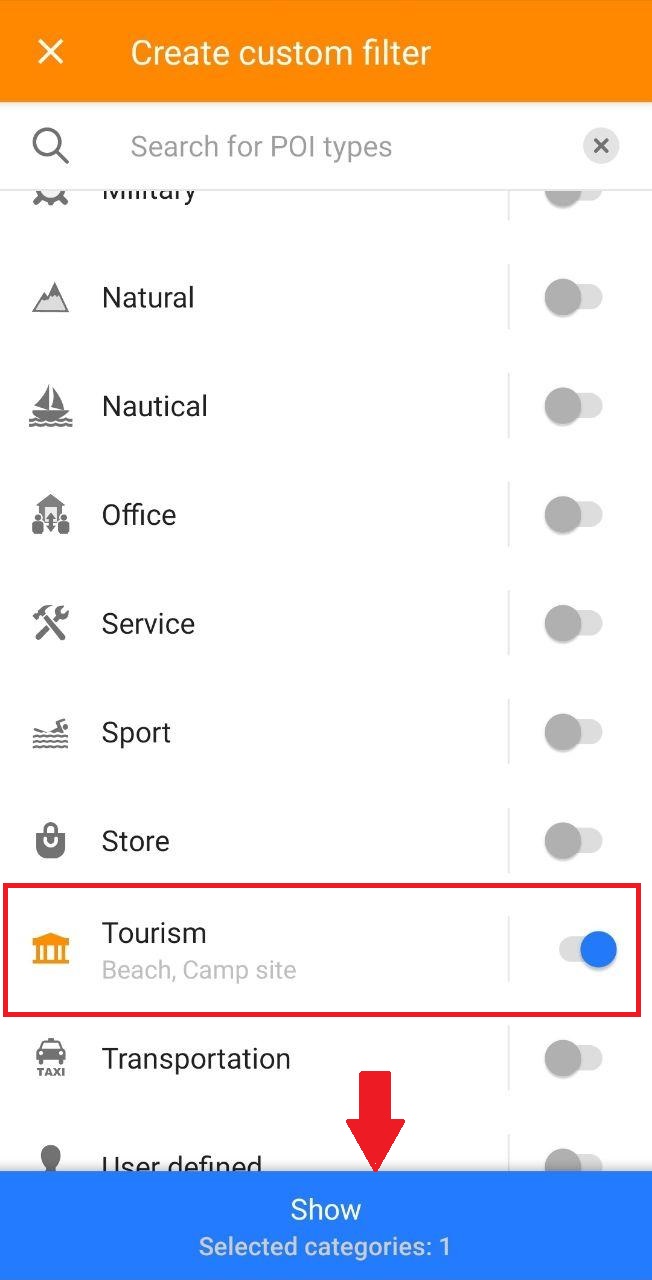 Create custom filter
Search for POI types
Military
Natural
Nautical
Office
Service
Sport
Store
Tourism
Beach, Camp site
TAXI
Transportation
User defined
Show
Selected categories: 1